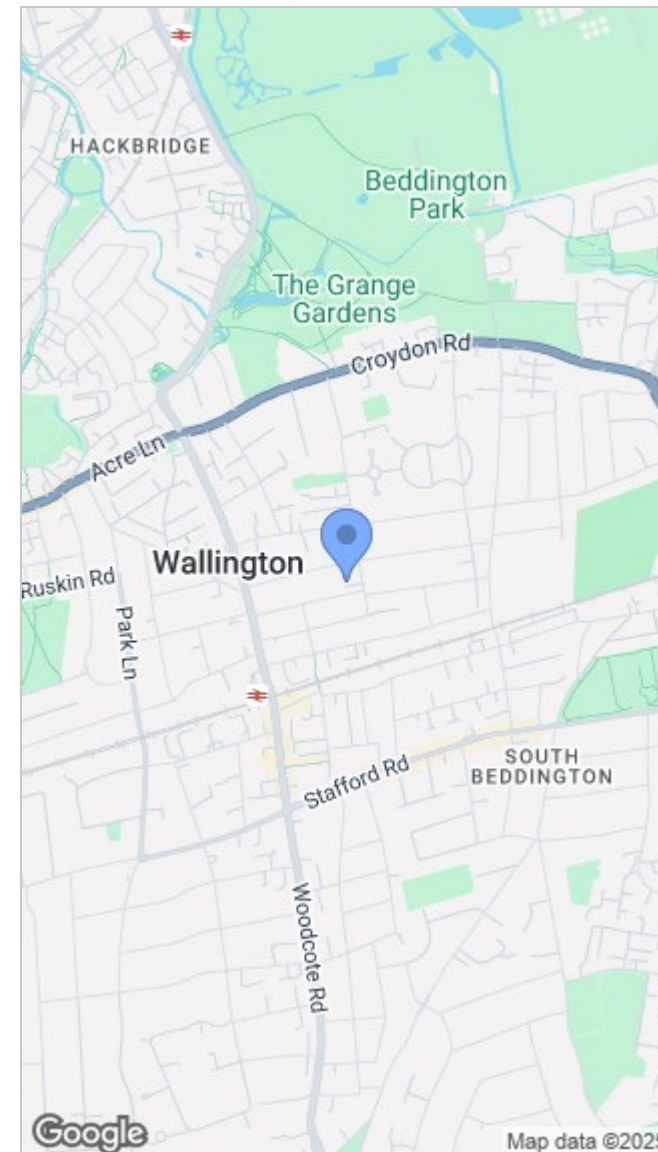 HACKBRIDGE
Beddington
Park
The Grange
Gardens
Croydon Rd
Acre Ln
Wallington
Ruskin Rd
Park Ln
Stafford Rd
SOUTH
BEDDINGTON
Woodcote Rd
Google
Map data ©2025